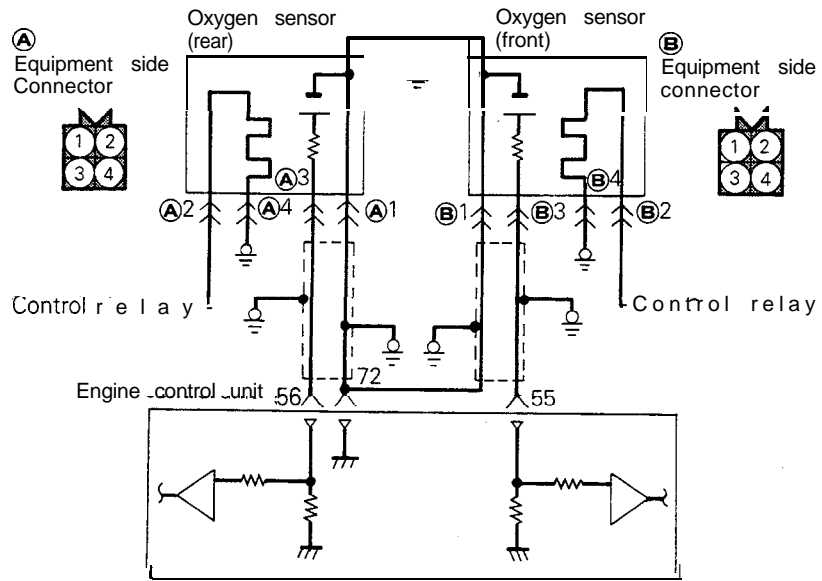 Oxygen sensor
(rear)
Oxygen sensor
(front)
A
Equipment side
Connector
1 2
3 4
B
Equipment side
connector
1 2
3 4
A3
B4
A2
A4
A1
B1
B3
B2
Control relay
Control relay
Engine control unit
56
72
55